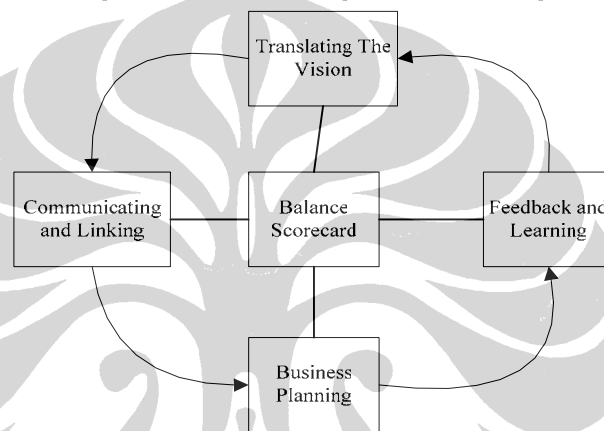 Translating The
Vision
Communicating
and Linking
Balance
Scorecard
Feedback and
Learning
Business
Planning